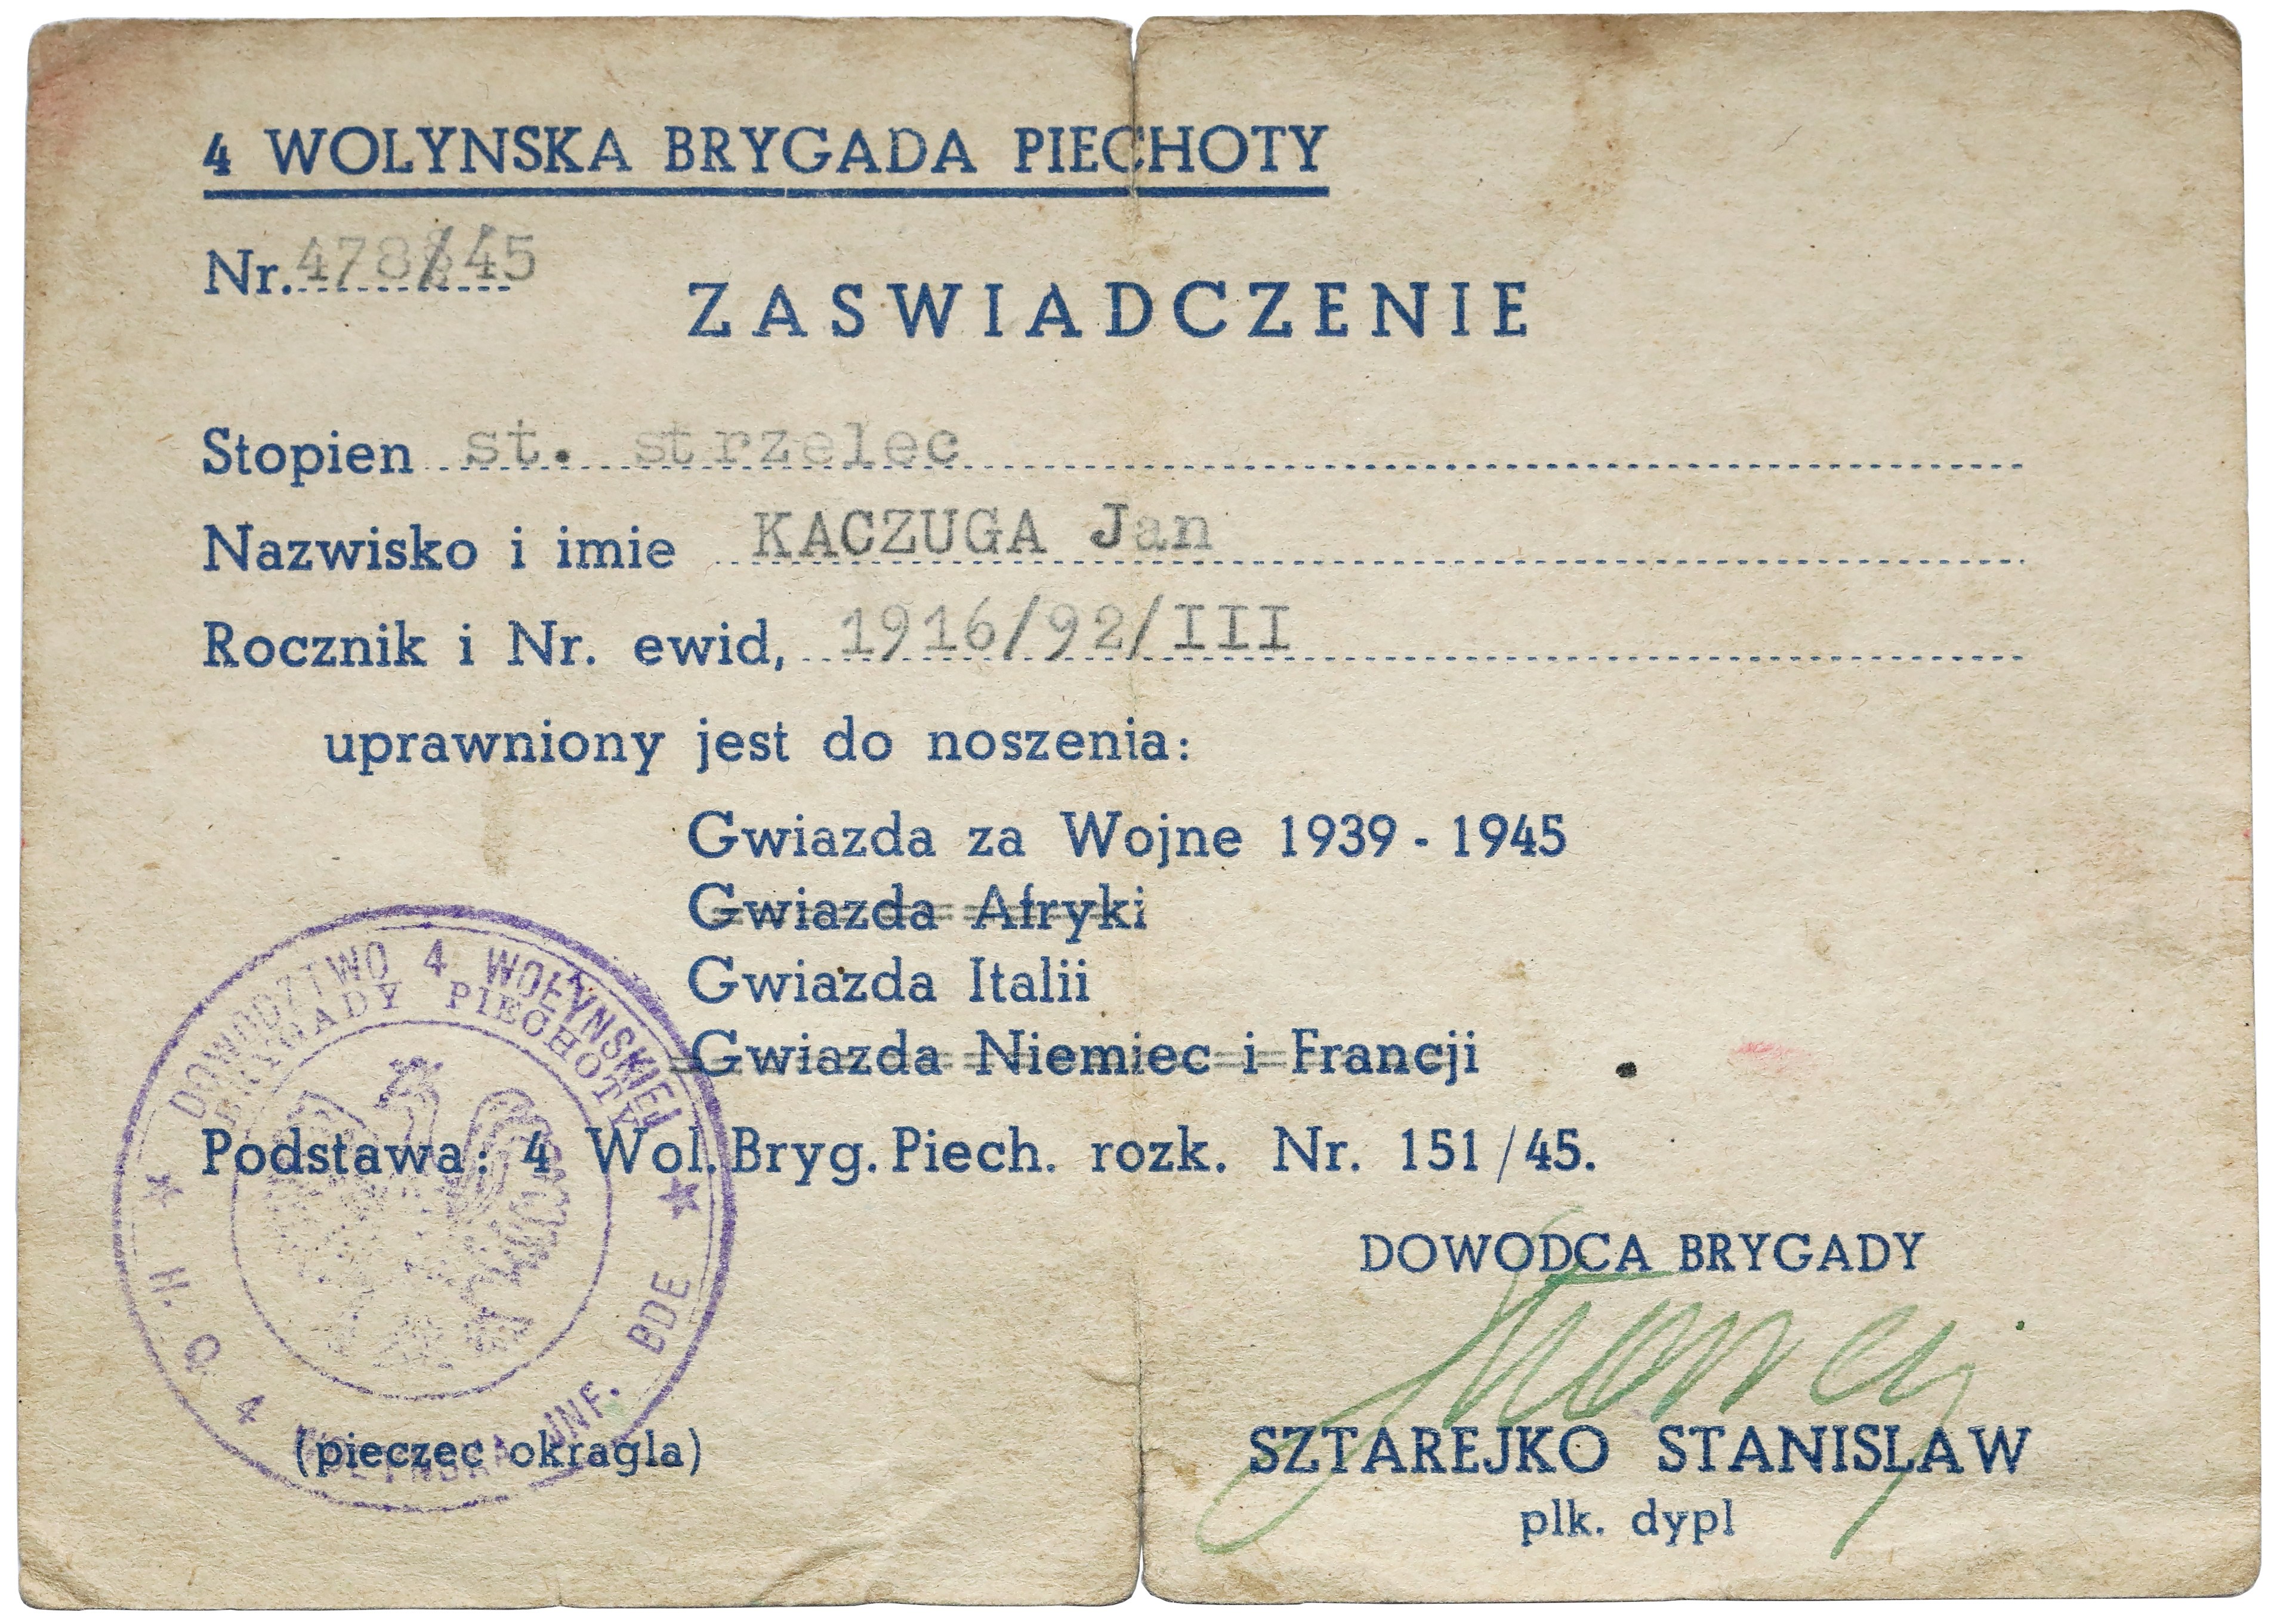 4 WOLYNSKA BRYGADA PIECHOTY
Nr. 478/45
ZASWIADCZENIE
Stopien st. strzelec
Nazwisko i imie KACZUGA Jan
Rocznik i Nr. ewid, 1916/92/III
uprawniony jest do noszenia:
Gwiazda za Wojne 1939 - 1945
Gwiazda Afryki
Gwiazda Italii
Gwiazda Niemiec i Francji
Podstawa: 4 Wol. Bryg. Piech. rozk. Nr. 151/45.
DOWODZTWO 4 WOŁYNSKIEJ
BRYGADY PIECHOTY
H. Q 4 INF. BDE
DOWODCA BRYGADY
(pieczec okragla)
SZTAREJKO STANISLAW
plk. dypl